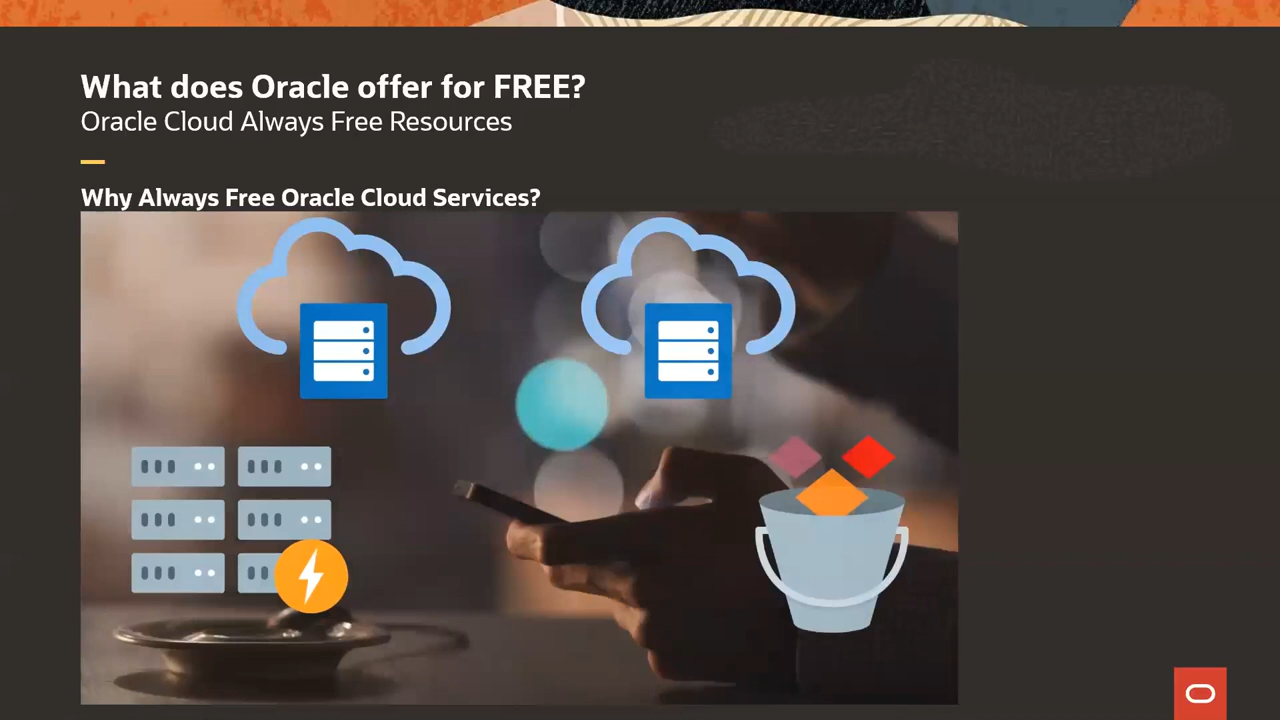 What does Oracle offer for FREE?
Oracle Cloud Always Free Resources
Why Always Free Oracle Cloud Services?